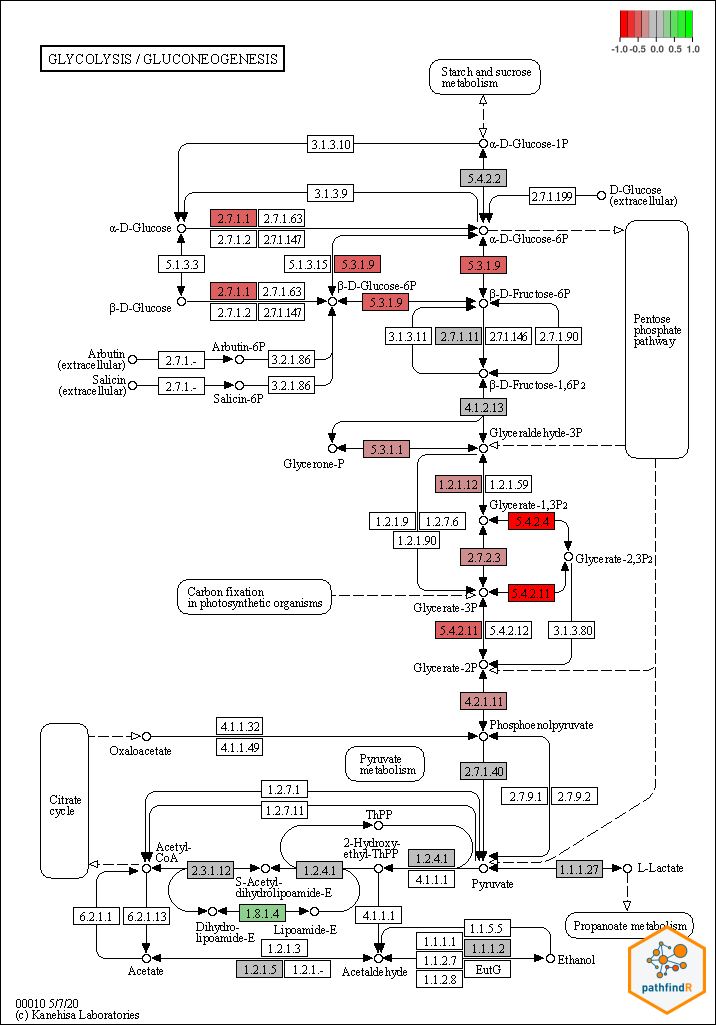 -1.0 -0.5 0.0 0.5 1.0
GLYCOLYSIS / GLUCONEOGENESIS
Starch and sucrose
metabolism
3.1.3.10
α-D-Glucose-1P
5.4.2.2
3.1.3.9
2.7.1.199
D-Glucose
(extracellular)
α-D-Glucose
2.7.1.1
2.7.1.63
2.7.1.2
2.7.1.147
α-D-Glucose-6P
5.1.3.3
5.1.3.15
5.3.1.9
5.3.1.9
β-D-Glucose
2.7.1.1
2.7.1.63
2.7.1.2
2.7.1.147
β-D-Glucose-6P
5.3.1.9
β-D-Fructose-6P
Pentose
phosphate
pathway
3.1.3.11
2.7.1.11
2.7.1.146
2.7.1.90
Arbutin
(extracellular)
2.7.1.-
Arbutin-6P
3.2.1.86
Salicin
(extracellular)
2.7.1.-
Salicin-6P
3.2.1.86
β-D-Fructose-1,6P2
4.1.2.13
Glyceraldehyde-3P
Glycerone-P
5.3.1.1
1.2.1.12
1.2.1.59
Glycerate-1,3P2
1.2.1.9
1.2.7.6
1.2.1.90
5.4.2.4
2.7.2.3
Glycerate-2,3P2
5.4.2.11
Carbon fixation
in photosynthetic organisms
Glycerate-3P
5.4.2.11
5.4.2.12
3.1.3.80
Glycerate-2P
4.2.1.11
Phosphoenolpyruvate
4.1.1.32
4.1.1.49
Oxaloacetate
Pyruvate
metabolism
2.7.1.40
Citrate
cycle
1.2.7.1
1.2.7.11
2.7.9.1
2.7.9.2
ThPP
2-Hydroxy-
ethyl-ThPP
Acetyl-
CoA
2.3.1.12
S-Acetyl-
dihydrolipoamide-E
1.2.4.1
1.2.4.1
4.1.1.1
Pyruvate
1.1.1.27
L-Lactate
6.2.1.1
6.2.1.13
Dihydro-
lipoamide-E
1.8.1.4
Lipoamide-E
4.1.1.1
Propanoate metabolism
Acetate
1.2.1.3
1.2.1.5
1.2.1.-
Acetaldehyde
1.1.5.5
1.1.1.1
1.1.1.2
1.1.2.7
EutG
1.1.2.8
Ethanol
pathfindR
00010 5/7/20
(c) Kanehisa Laboratories